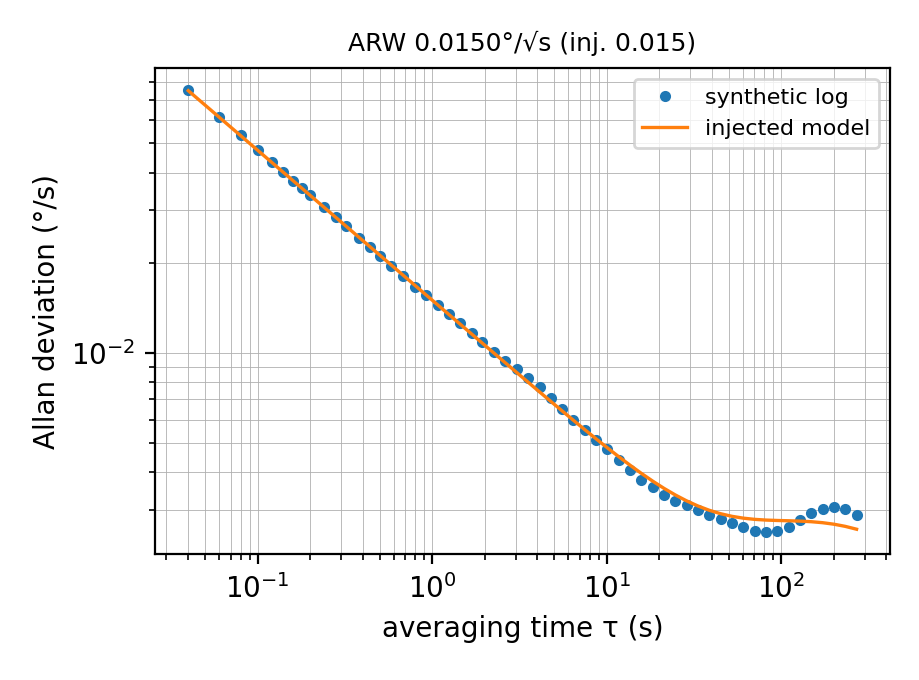 ARW 0.0150°/√s (inj. 0.015)
synthetic log
injected model
Allan deviation (°/s)
10⁻²
10⁻¹ 10⁰ 10¹ 10²
averaging time τ (s)